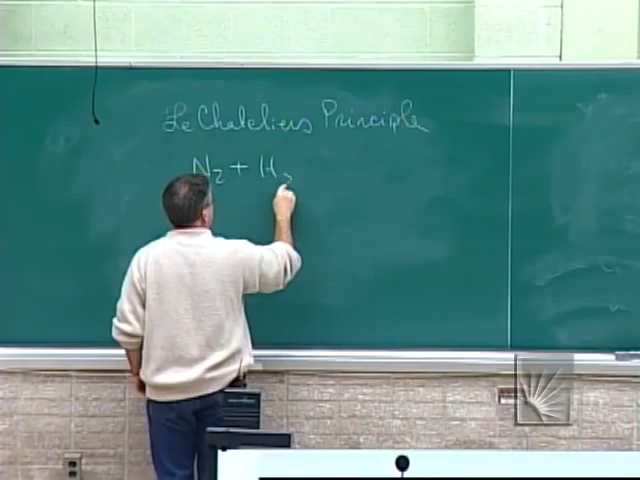 Le Chateliers Principle
N₂ + H₂